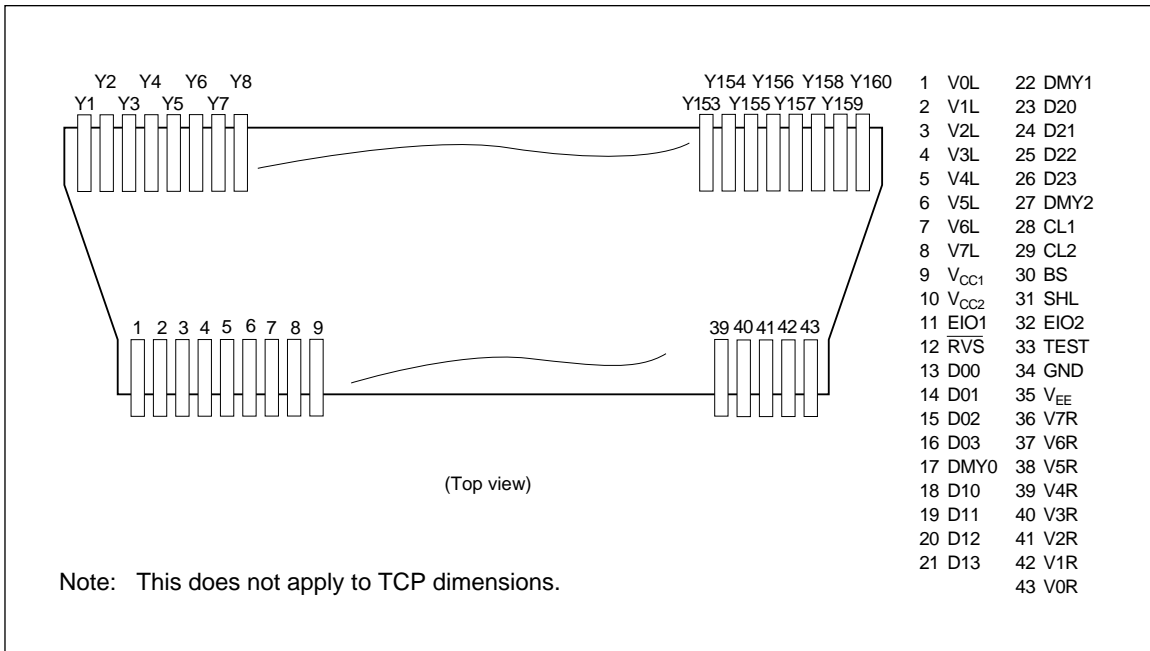 Y2 Y4 Y6 Y8 Y154 Y156 Y158 Y160
Y1 Y3 Y5 Y7 Y153 Y155 Y157 Y159
1 2 3 4 5 6 7 8 9 39 40 41 42 43
(Top view)
Note: This does not apply to TCP dimensions.
1 V0L
2 V1L
3 V2L
4 V3L
5 V4L
6 V5L
7 V6L
8 V7L
9 VCC1
10 VCC2
11 EIO1
12 R̅V̅S̅
13 D00
14 D01
15 D02
16 D03
17 DMY0
18 D10
19 D11
20 D12
21 D13
22 DMY1
23 D20
24 D21
25 D22
26 D23
27 DMY2
28 CL1
29 CL2
30 BS
31 SHL
32 EIO2
33 TEST
34 GND
35 VEE
36 V7R
37 V6R
38 V5R
39 V4R
40 V3R
41 V2R
42 V1R
43 V0R